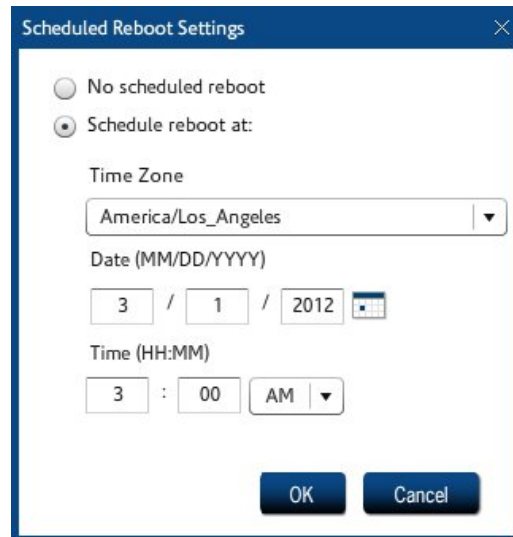 Scheduled Reboot Settings
No scheduled reboot
Schedule reboot at:
Time Zone
America/Los_Angeles
Date (MM/DD/YYYY)
3 / 1 / 2012
Time (HH:MM)
3 : 00 AM
OK Cancel